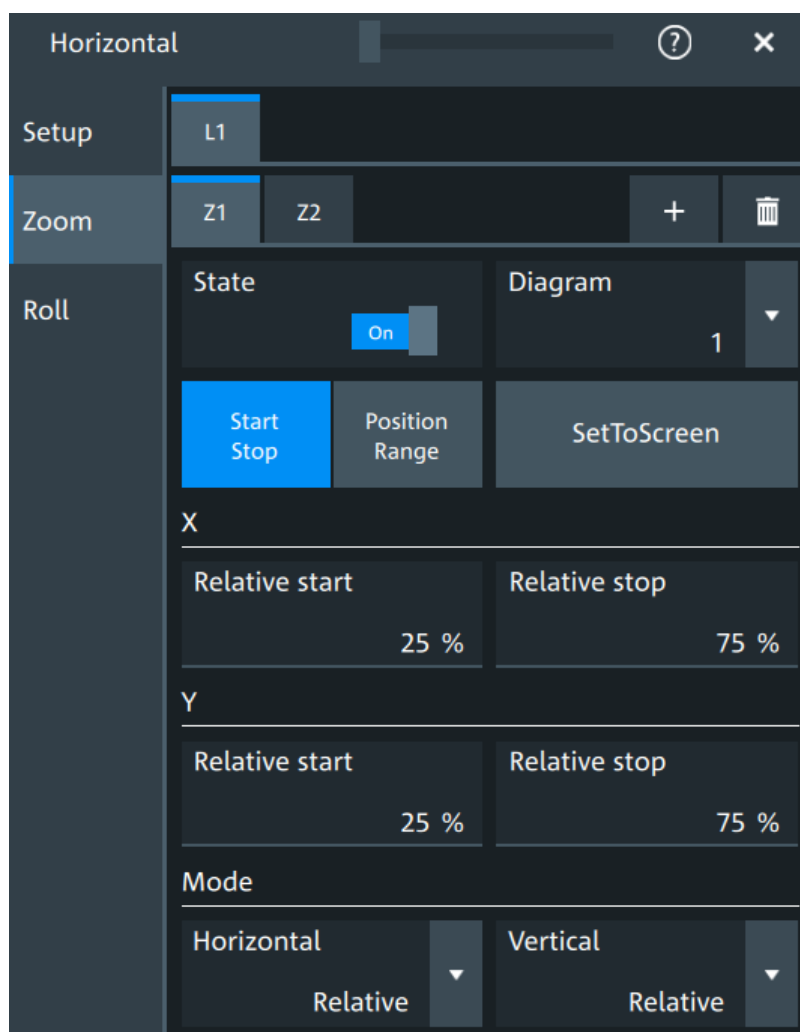 Horizontal
?
Setup
L1
Zoom
Z1 Z2 +
Roll
State
Diagram
On
1
Start
Stop
Position
Range
SetToScreen
X
Relative start
Relative stop
25 %
75 %
Y
Relative start
Relative stop
25 %
75 %
Mode
Horizontal
Vertical
Relative
Relative